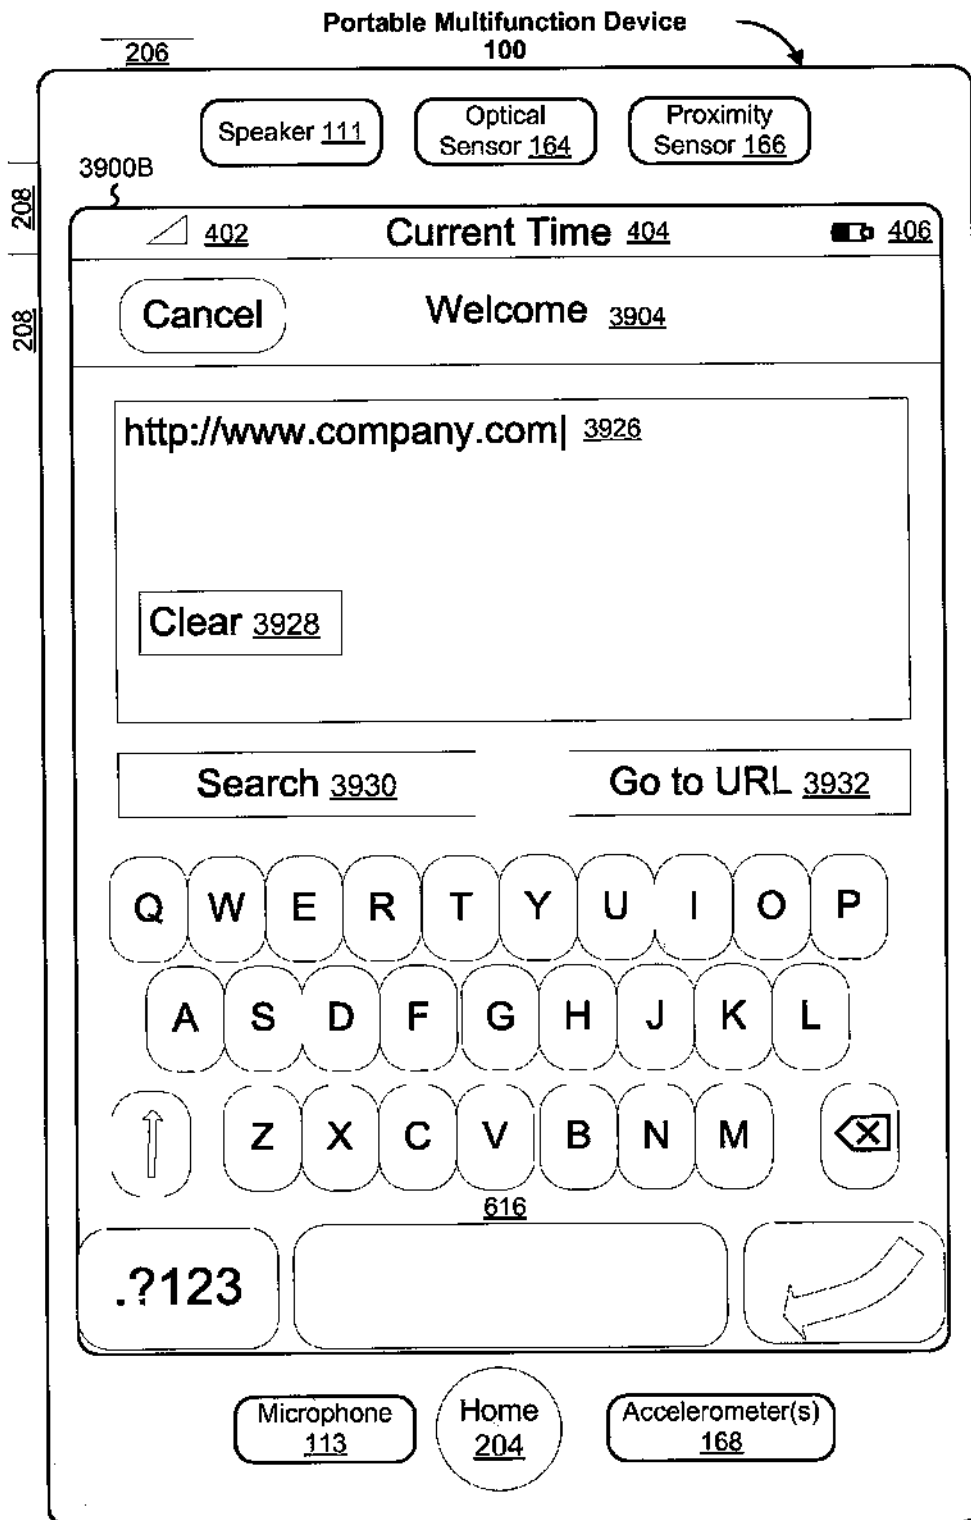 Portable Multifunction Device
100
206
Speaker 111
Optical
Sensor 164
Proximity
Sensor 166
3900B
208
402
Current Time 404
406
208
Cancel
Welcome 3904
http://www.company.com| 3926
Clear 3928
Search 3930
Go to URL 3932
Q W E R T Y U I O P
A S D F G H J K L
Z X C V B N M
616
.?123
Microphone
113
Home
204
Accelerometer(s)
168